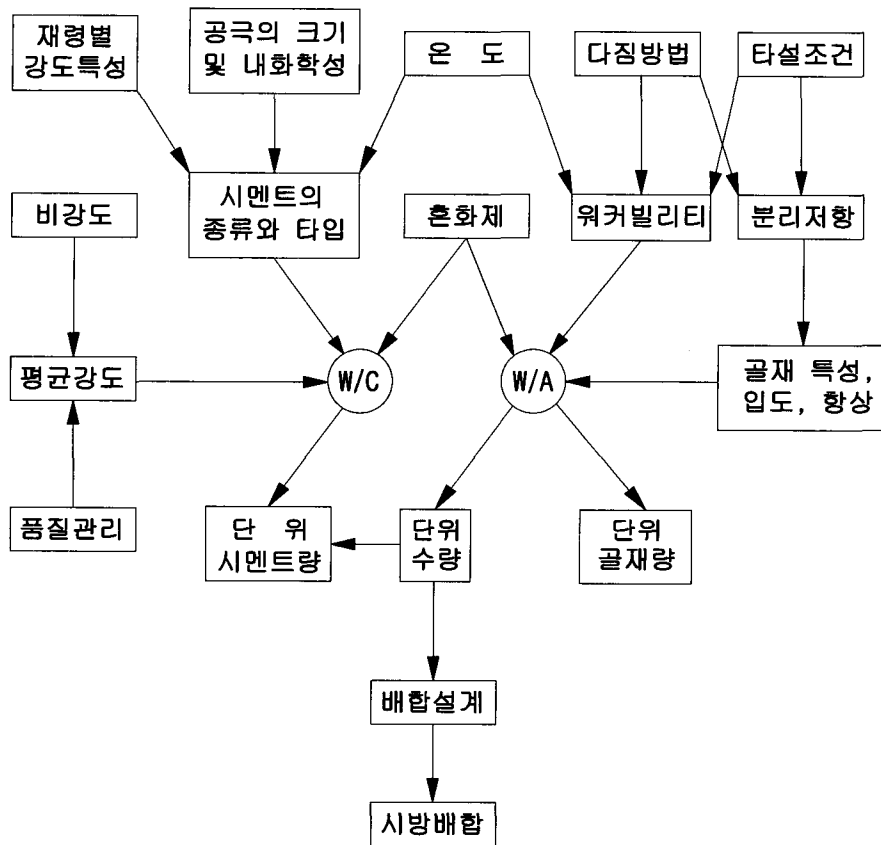 재령별
강도특성
공극의 크기
및 내화학성
온 도
다짐방법
타설조건
비강도
시멘트의
종류와 타입
혼화제
워커빌리티
분리저항
평균강도
W/C
W/A
골재 특성,
입도, 항상
품질관리
단 위
시멘트량
단위
수량
단위
골재량
배합설계
시방배합